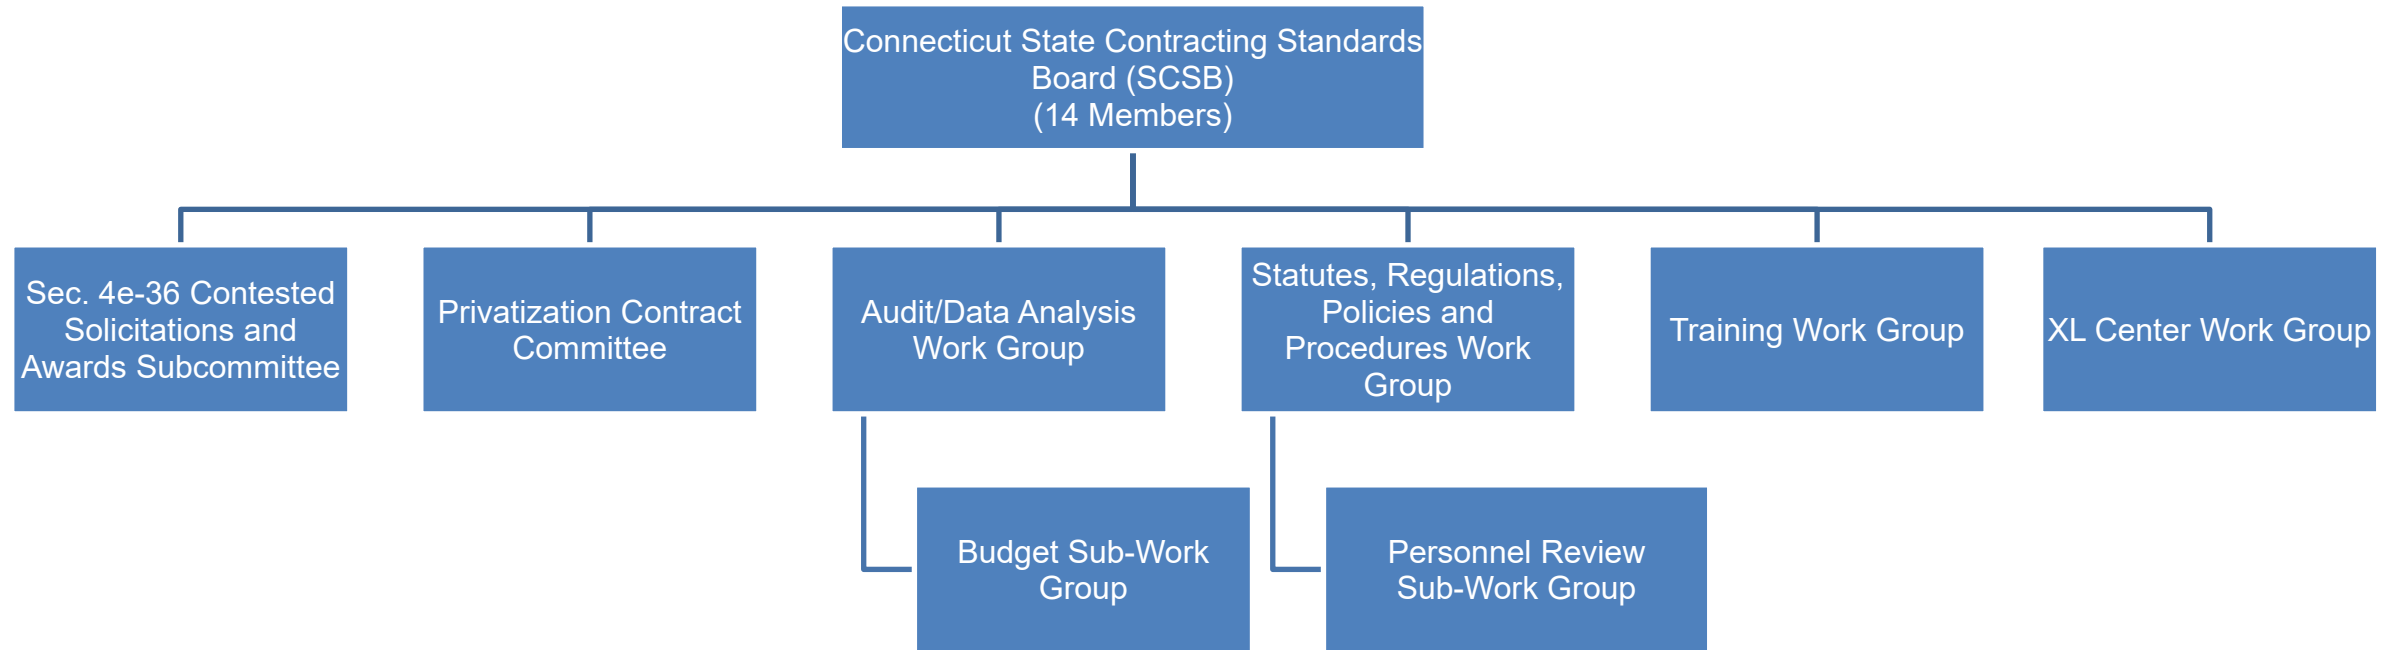 Connecticut State Contracting Standards
Board (SCSB)
(14 Members)
Sec. 4e-36 Contested
Solicitations and
Awards Subcommittee
Privatization Contract
Committee
Audit/Data Analysis
Work Group
Statutes, Regulations,
Policies and
Procedures Work
Group
Training Work Group
XL Center Work Group
Budget Sub-Work
Group
Personnel Review
Sub-Work Group